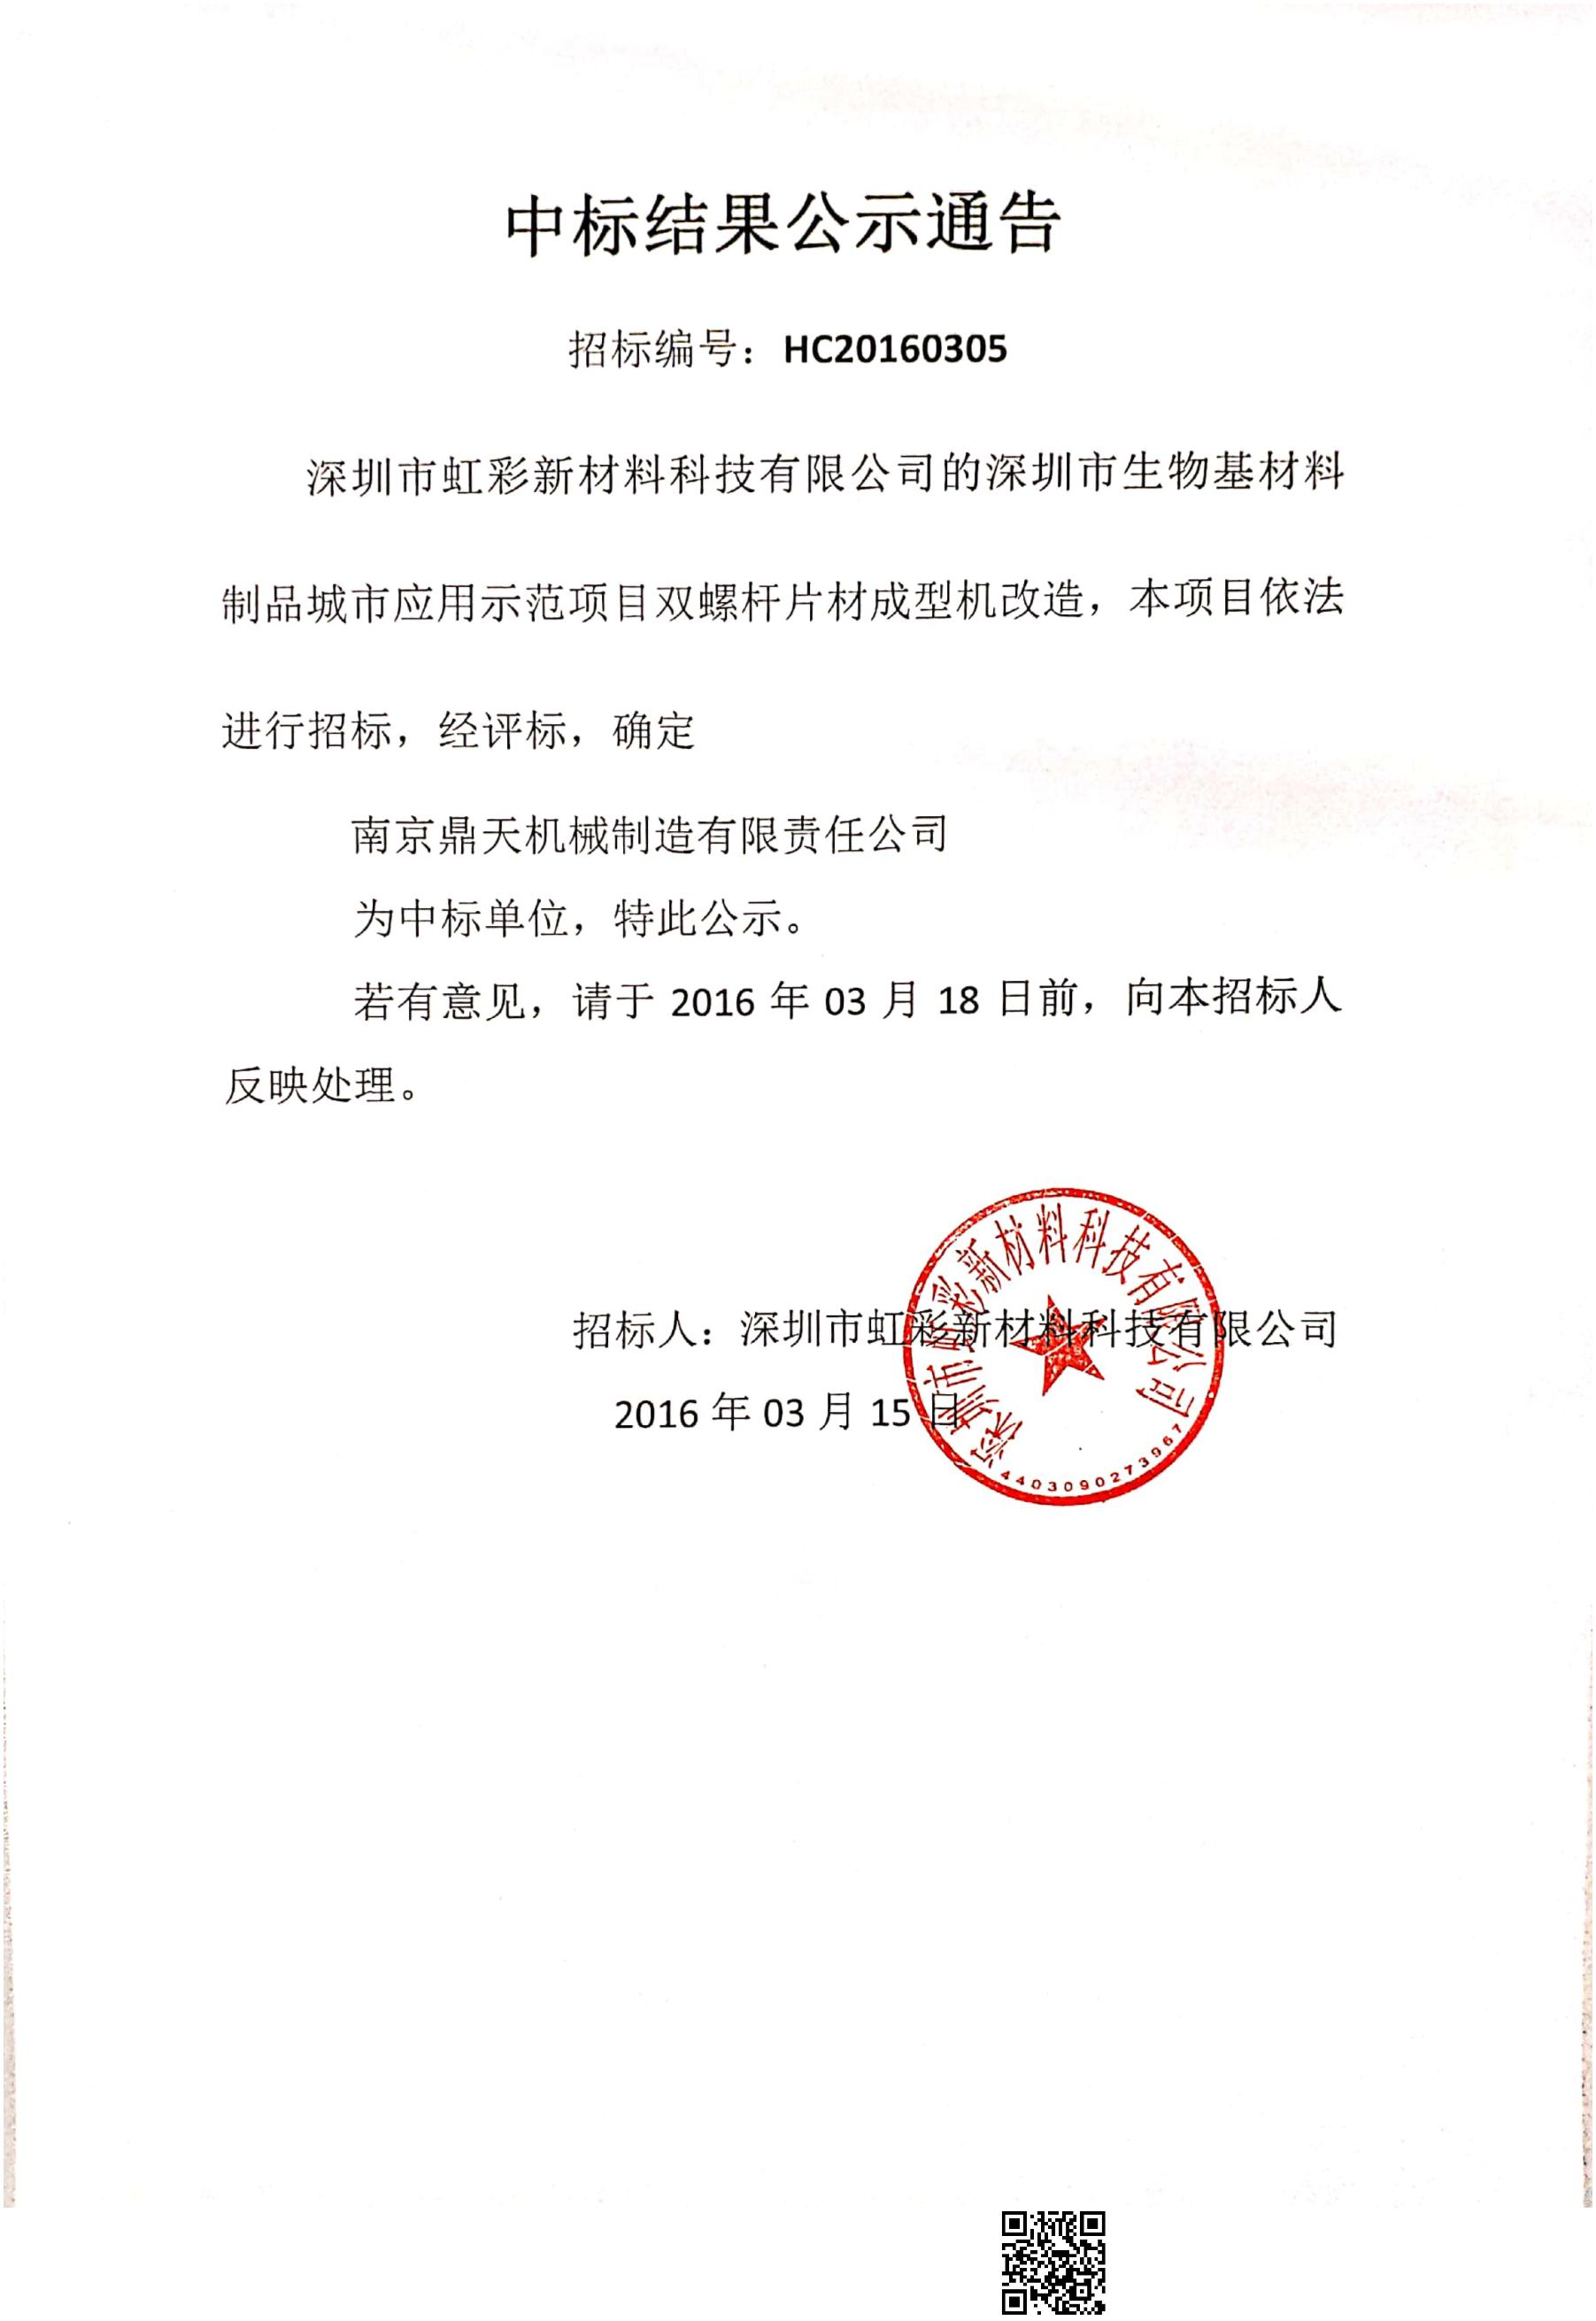 中标结果公示通告
招标编号：HC20160305
深圳市虹彩新材料科技有限公司的深圳市生物基材料
制品城市应用示范项目双螺杆片材成型机改造，本项目依法
进行招标，经评标，确定
南京鼎天机械制造有限责任公司
为中标单位，特此公示。
若有意见，请于 2016 年 03 月 18 日前，向本招标人
反映处理。
招标人：深圳市虹彩新材料科技有限公司
2016 年 03 月 15 日
深圳市虹彩新材料科技有限公司
4403090273967